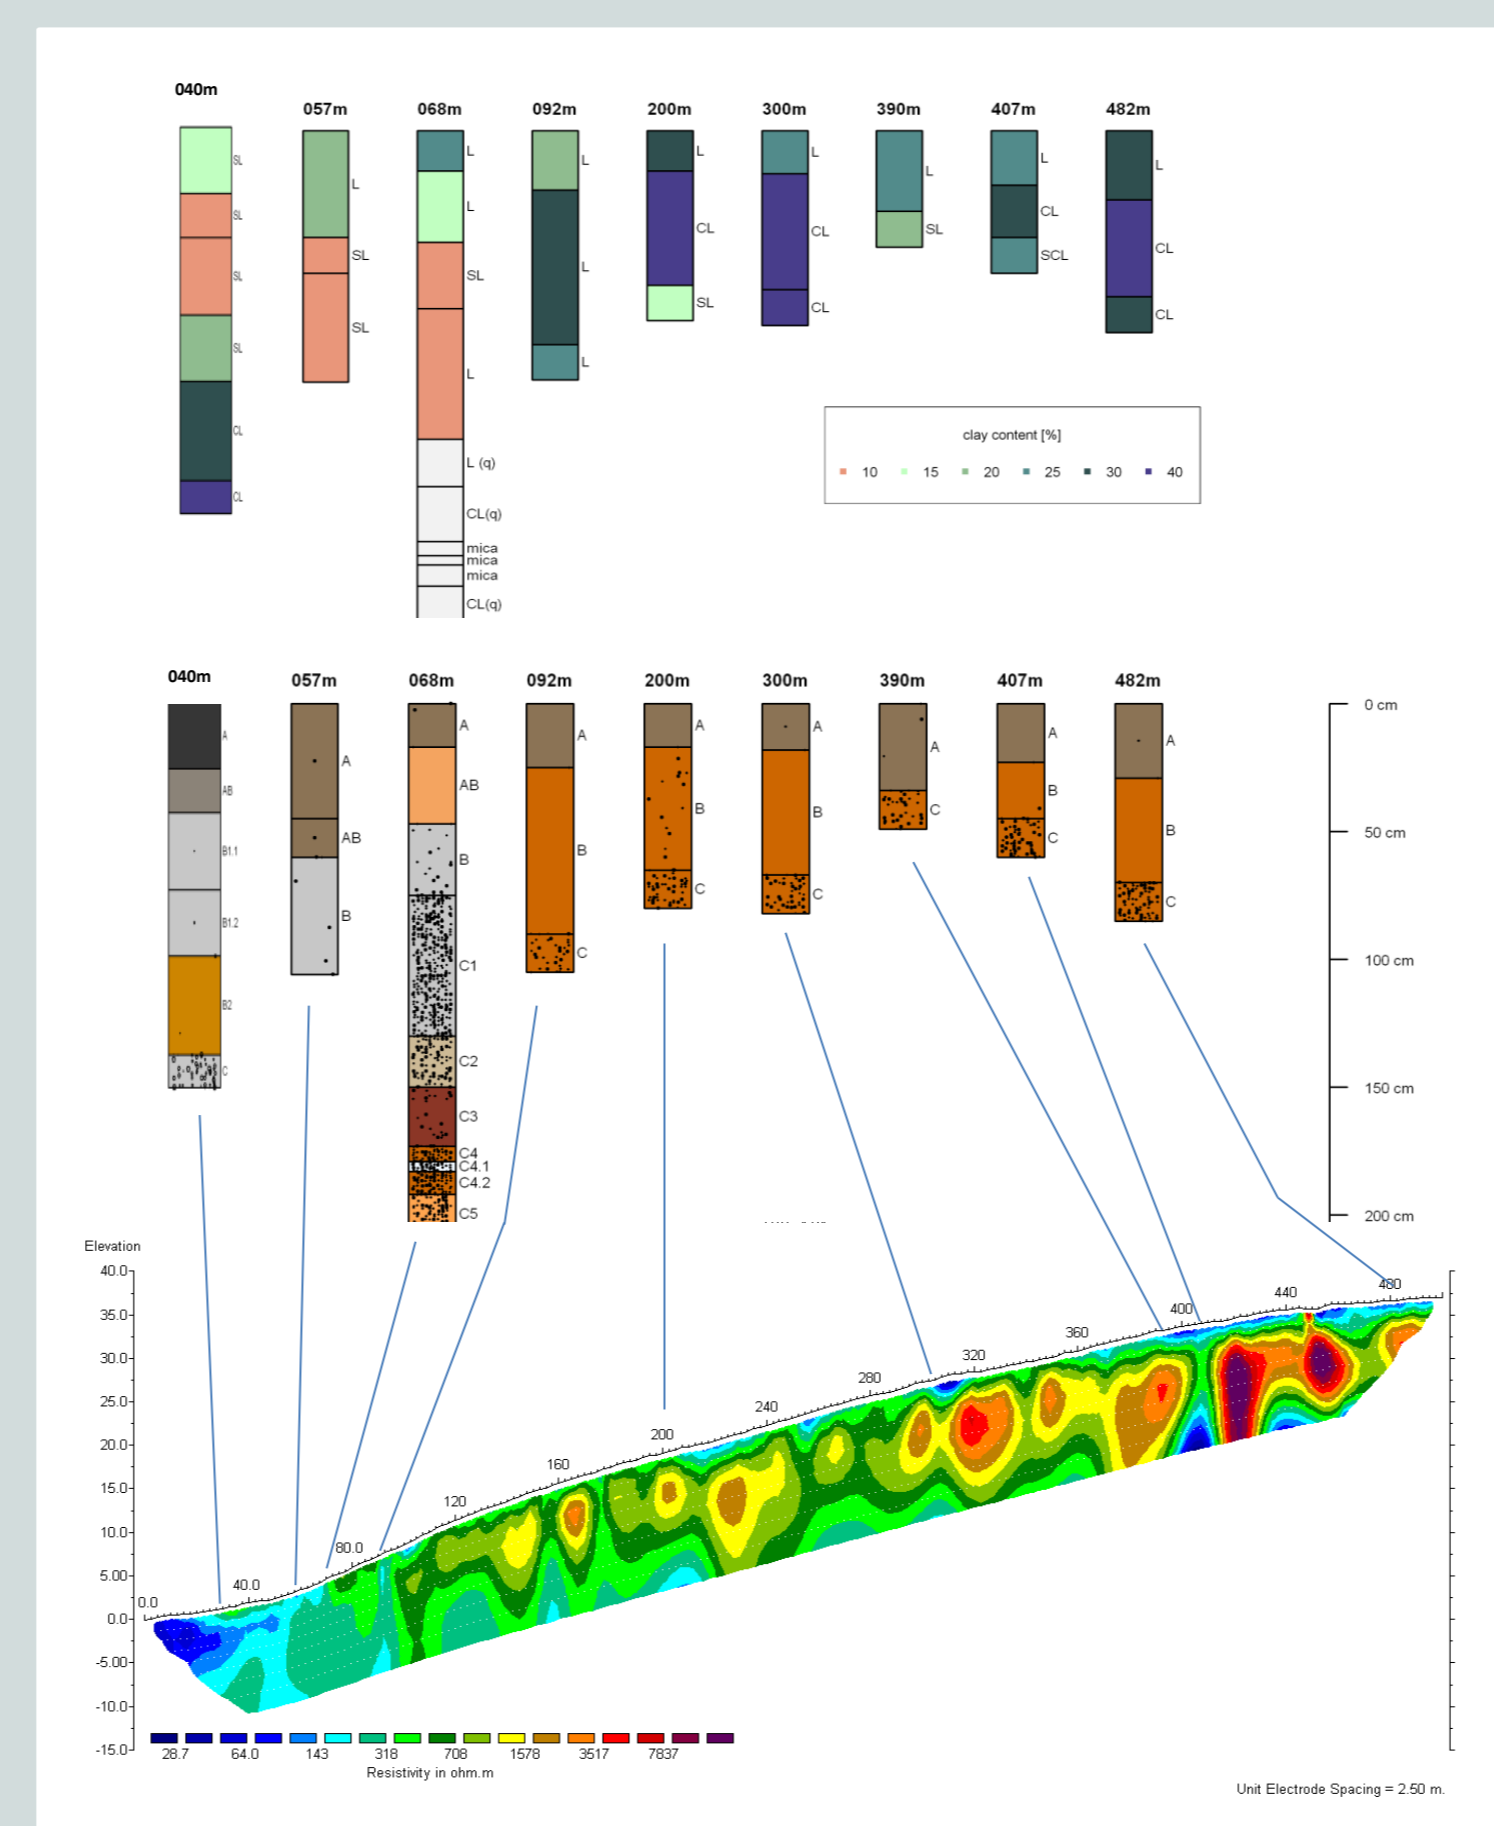 040m
057m 068m 092m 200m 300m 390m 407m 482m
SL
SL
SL
SL
CL
CL
L
SL
SL
L
L
SL
L
L (q)
CL(q)
mica
mica
mica
CL(q)
L
L
L
L
CL
SL
L
CL
CL
L
SL
L
CL
SCL
L
CL
CL
clay content [%]
10 15 20 25 30 40
040m
057m 068m 092m 200m 300m 390m 407m 482m
A
AB
B1.1
B1.2
B2
C
A
AB
B
A
AB
B
C1
C2
C3
C4
C4.1
C4.2
C5
A
B
C
A
B
C
A
B
C
A
C
A
B
C
A
B
C
0 cm
50 cm
100 cm
150 cm
200 cm
Elevation
40.0
35.0
30.0
25.0
20.0
15.0
10.0
5.00
0.0
-5.00
-10.0
-15.0
0.0 40.0 80.0 120 160 200 240 280 320 360 400 440 480
28.7 64.0 143 318 708 1578 3517 7837
Resistivity in ohm.m
Unit Electrode Spacing = 2.50 m.